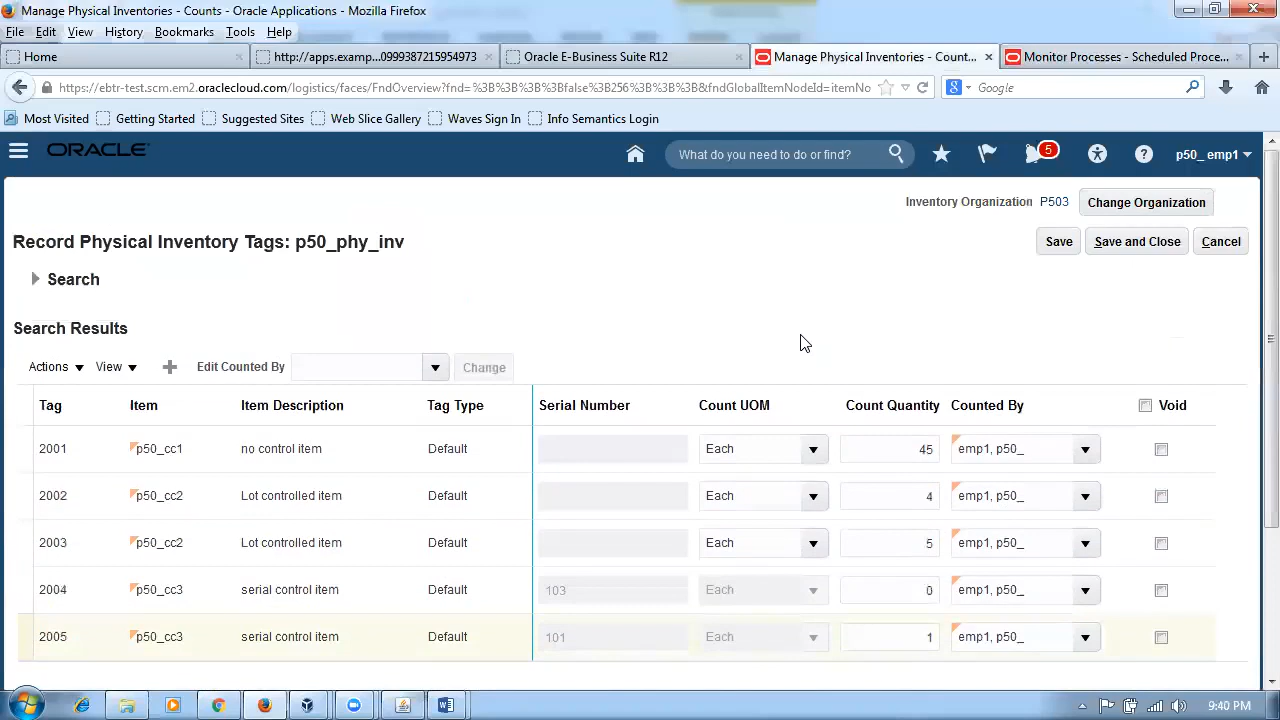 Manage Physical Inventories - Counts - Oracle Applications - Mozilla Firefox
File Edit View History Bookmarks Tools Help
Home http://apps.examp...0999387215954973 Oracle E-Business Suite R12 Manage Physical Inventories - Count... Monitor Processes - Scheduled Proce...
https://ebtr-test.scm.em2.oraclecloud.com/logistics/faces/FndOverview?fnd=%3B%3B%3Bfalse%3B256%3B%3B%3B&fndGlobalItemNodeId=itemNo Google
Most Visited Getting Started Suggested Sites Web Slice Gallery Waves Sign In Info Semantics Information
ORACLE What do you need to do or find? 5 p50_emp1
Inventory Organization P503 Change Organization
Record Physical Inventory Tags: p50_phy_inv Save Save and Close Cancel
Search
Search Results
Actions View Edit Counted By Change
Tag Item Item Description Tag Type Serial Number Count UOM Count Quantity Counted By Void
2001 p50_cc1 no control item Default Each 45 emp1, p50_
2002 p50_cc2 Lot controlled item Default Each 4 emp1, p50_
2003 p50_cc2 Lot controlled item Default Each 5 emp1, p50_
2004 p50_cc3 serial control item Default 103 Each 0 emp1, p50_
2005 p50_cc3 serial control item Default 101 Each 1 emp1, p50_
9:40 PM